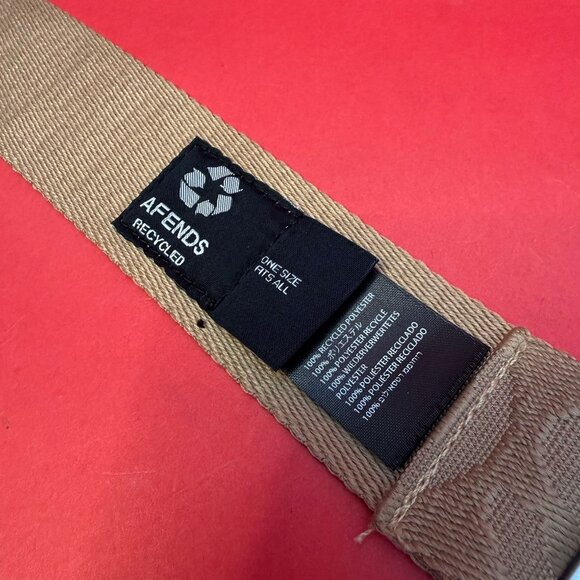 AFENDS
RECYCLED
ONE SIZE
FITS ALL
100% RECYCLED POLYESTER
100% ポリエステル
100% POLYESTER RECYCLE
100% WIEDERVERWERTETES
POLYESTER
100% POLIESTER RECICLADO
100% POLIÉSTER RECICLADO
100%